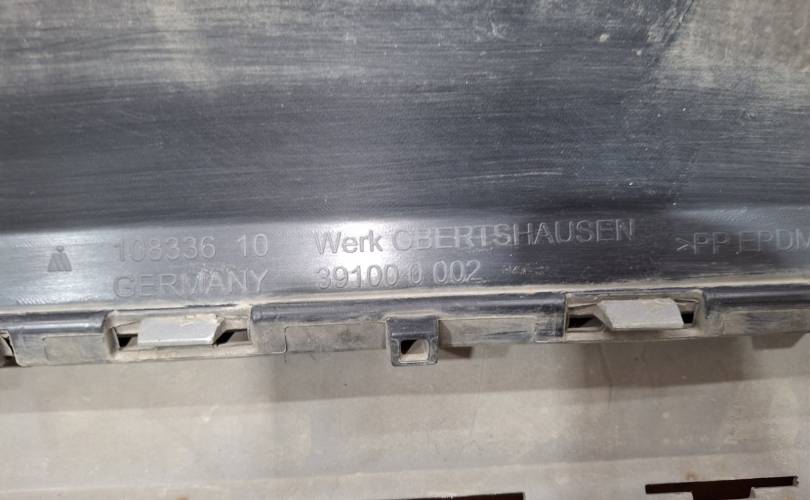 108336 10 Werk OBERTSHAUSEN >PP EPDM
GERMANY 39100 0 002